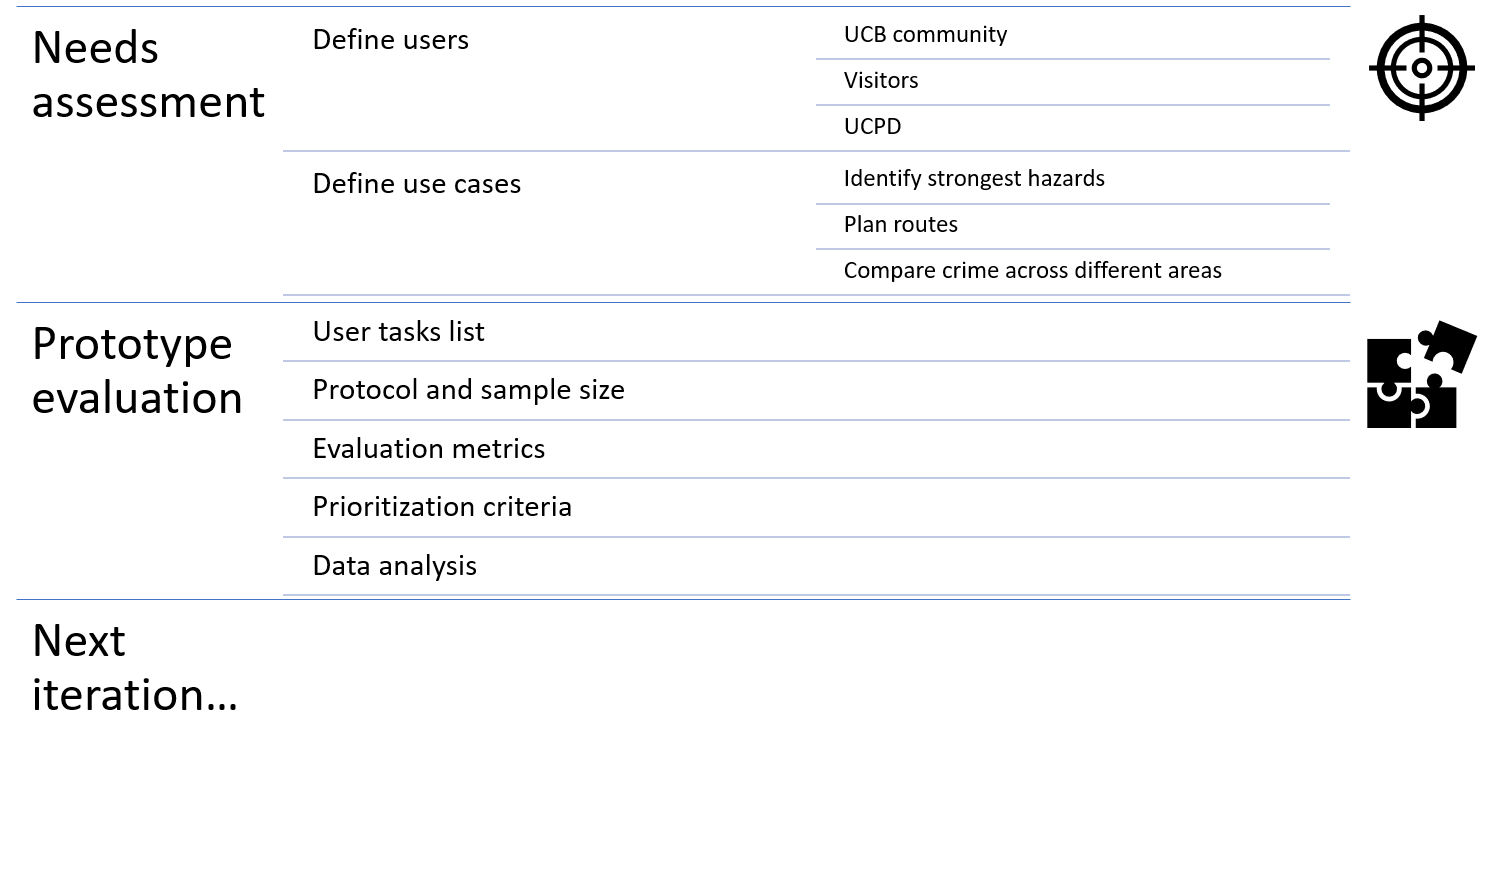 Needs
assessment
Define users
UCB community
Visitors
UCPD
Define use cases
Identify strongest hazards
Plan routes
Compare crime across different areas
Prototype
evaluation
User tasks list
Protocol and sample size
Evaluation metrics
Prioritization criteria
Data analysis
Next
iteration...